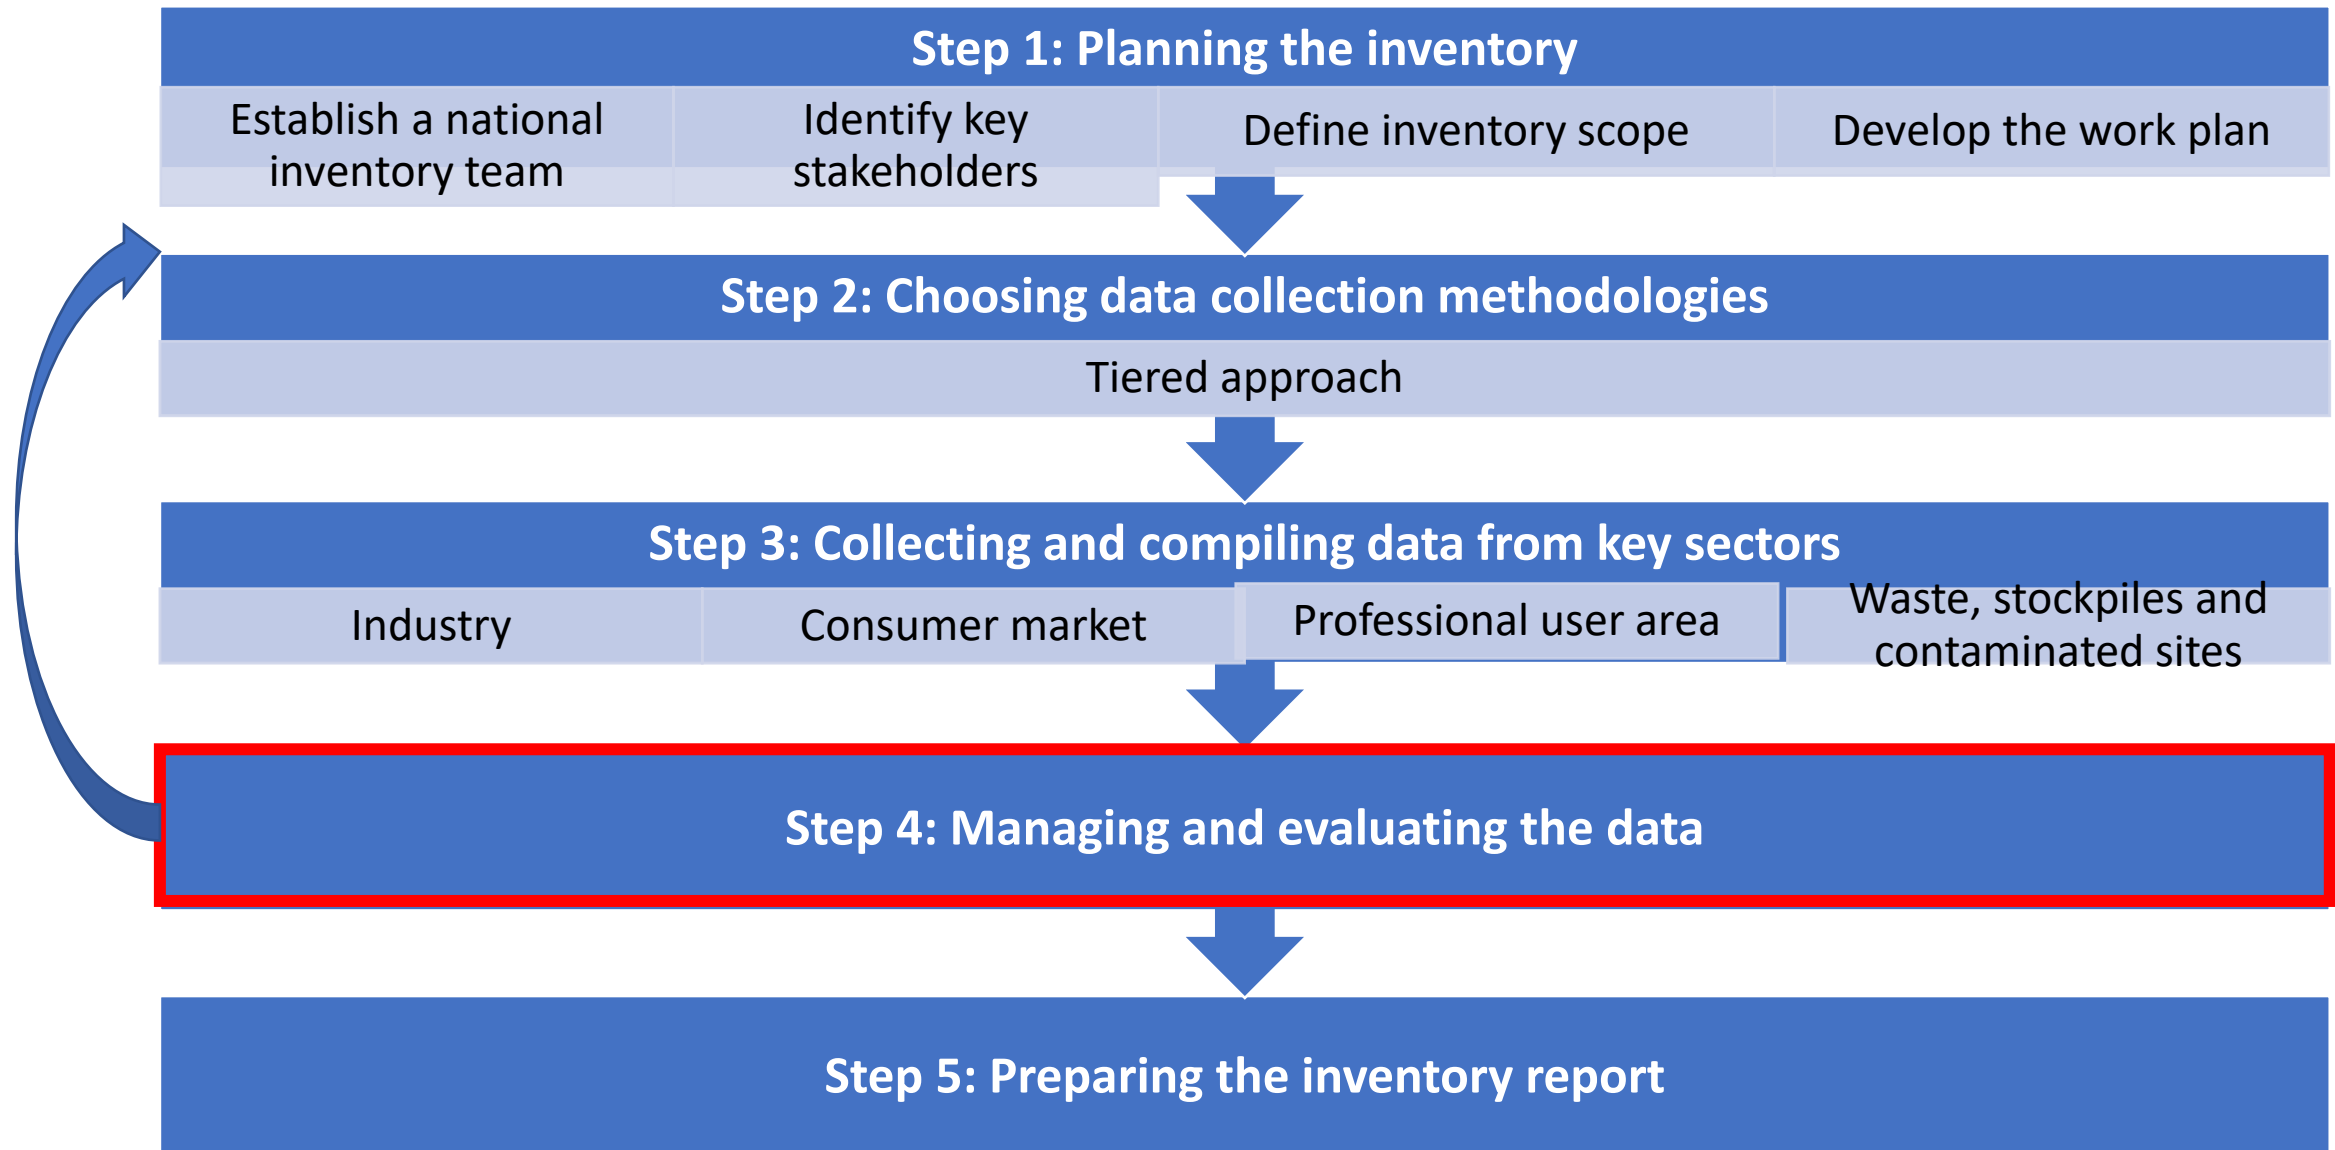 Step 1: Planning the inventory
Establish a national
inventory team
Identify key
stakeholders
Define inventory scope
Develop the work plan
Step 2: Choosing data collection methodologies
Tiered approach
Step 3: Collecting and compiling data from key sectors
Industry
Consumer market
Professional user area
Waste, stockpiles and
contaminated sites
Step 4: Managing and evaluating the data
Step 5: Preparing the inventory report